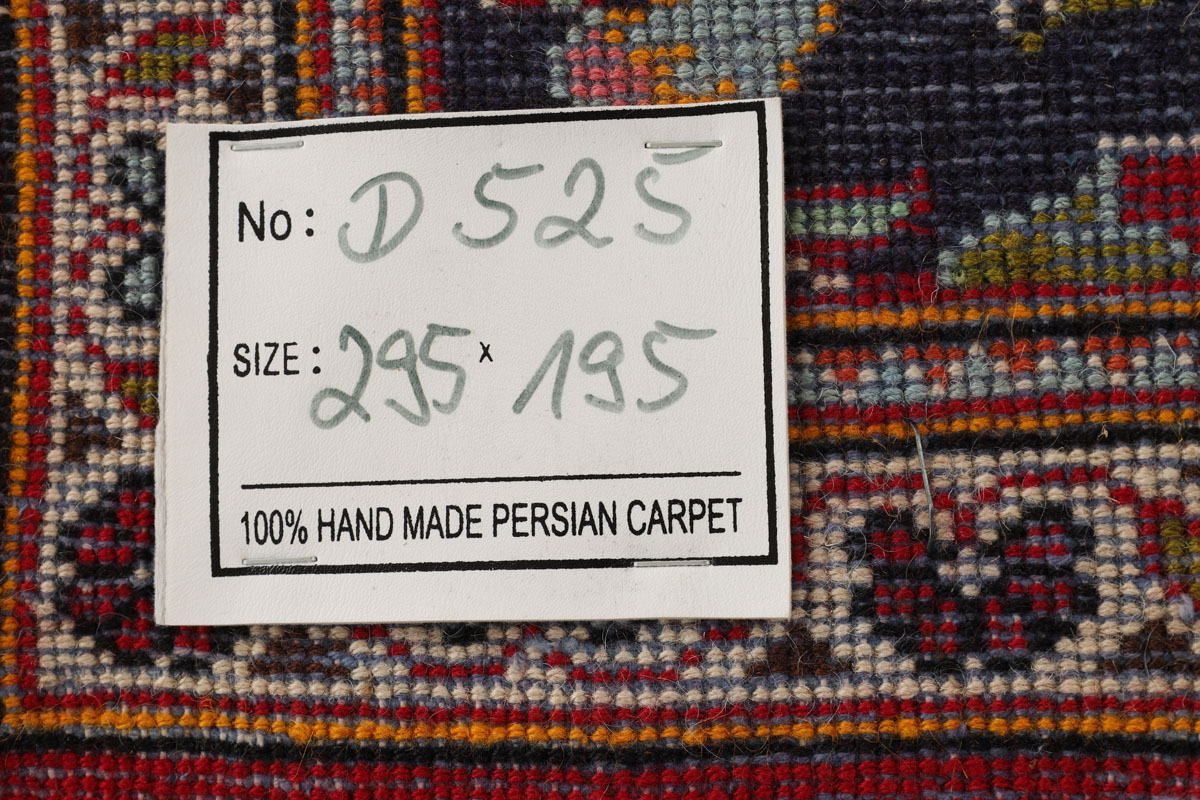 No: D 525
SIZE: 295 x 195
100% HAND MADE PERSIAN CARPET